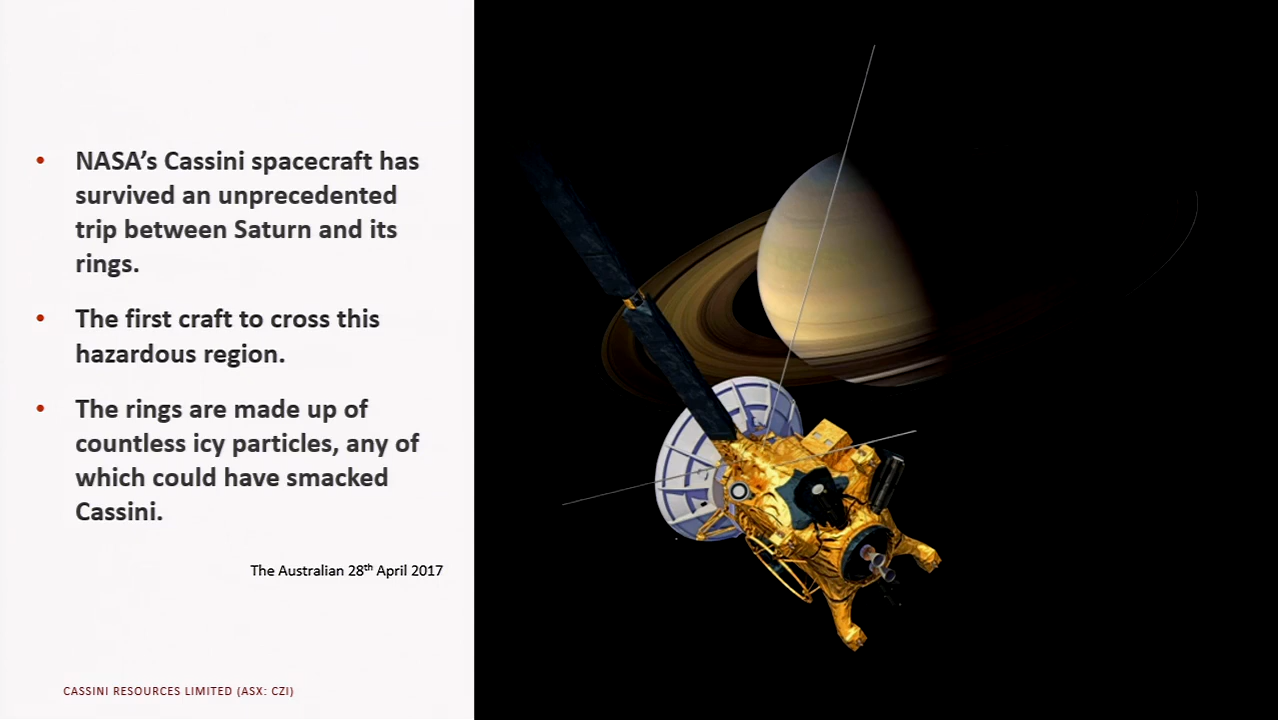 • NASA’s Cassini spacecraft has
survived an unprecedented
trip between Saturn and its
rings.
• The first craft to cross this
hazardous region.
• The rings are made up of
countless icy particles, any of
which could have smacked
Cassini.
The Australian 28th April 2017
CASSINI RESOURCES LIMITED (ASX: CZI)